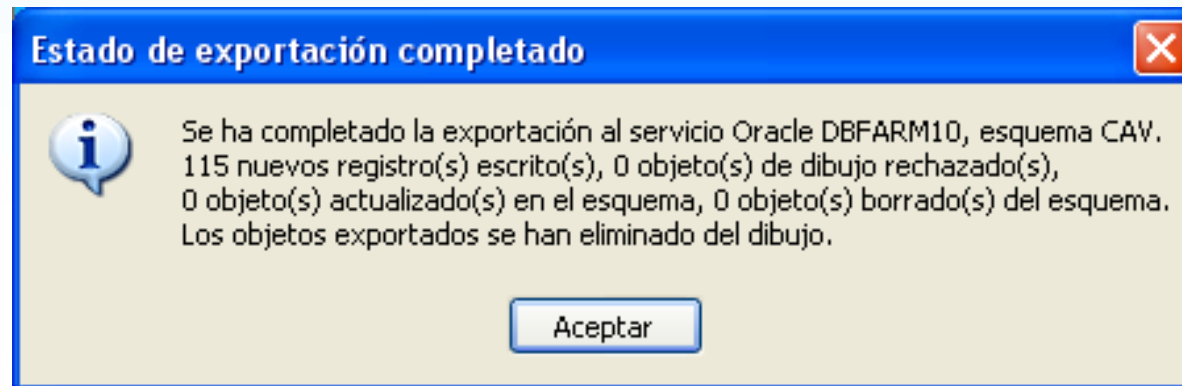 Estado de exportación completado
Se ha completado la exportación al servicio Oracle DBFARM10, esquema CAV.
115 nuevos registro(s) escrito(s), 0 objeto(s) de dibujo rechazado(s),
0 objeto(s) actualizado(s) en el esquema, 0 objeto(s) borrado(s) del esquema.
Los objetos exportados se han eliminado del dibujo.
Aceptar